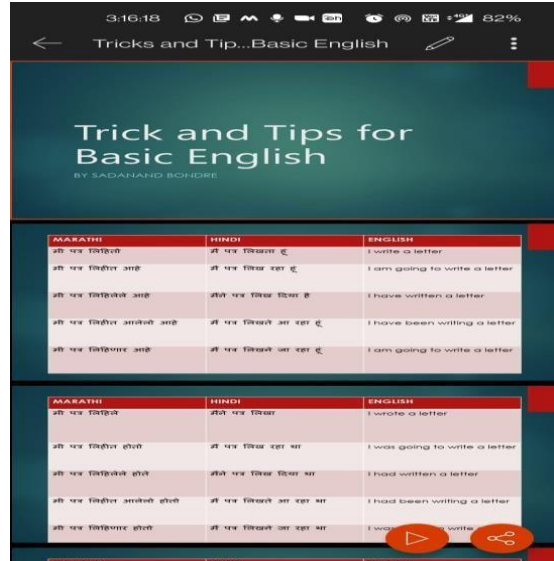 3:16:18 82%
Tricks and Tip...Basic English
Trick and Tips for
Basic English
BY SADANAND BONDRE
MARATHI HINDI ENGLISH
मी पत्र लिहितो मैं पत्र लिखता हूं I write a letter
मी पत्र लिहीत आहे मैं पत्र लिख रहा हूं I am going to write a letter
मी पत्र लिहिलेले आहे मैंने पत्र लिख दिया है I have written a letter
मी पत्र लिहीत आलेलो आहे मैं पत्र लिखते आ रहा हूं I have been writing a letter
मी पत्र लिहिणार आहे मैं पत्र लिखने जा रहा हूं I am going to write a letter
MARATHI HINDI ENGLISH
मी पत्र लिहिले मैंने पत्र लिखा I wrote a letter
मी पत्र लिहीत होतो मैं पत्र लिख रहा था I was going to write a letter
मी पत्र लिहिलेले होते मैंने पत्र लिख दिया था I had written a letter
मी पत्र लिहीत आलेलो होतो मैं पत्र लिखते आ रहा था I had been writing a letter
मी पत्र लिहिणार होतो मैं पत्र लिखने जा रहा था I was write